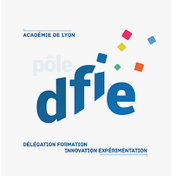 ACADÉMIE DE LYON
pôle
dfie
DÉLÉGATION FORMATION
INNOVATION EXPÉRIMENTATION